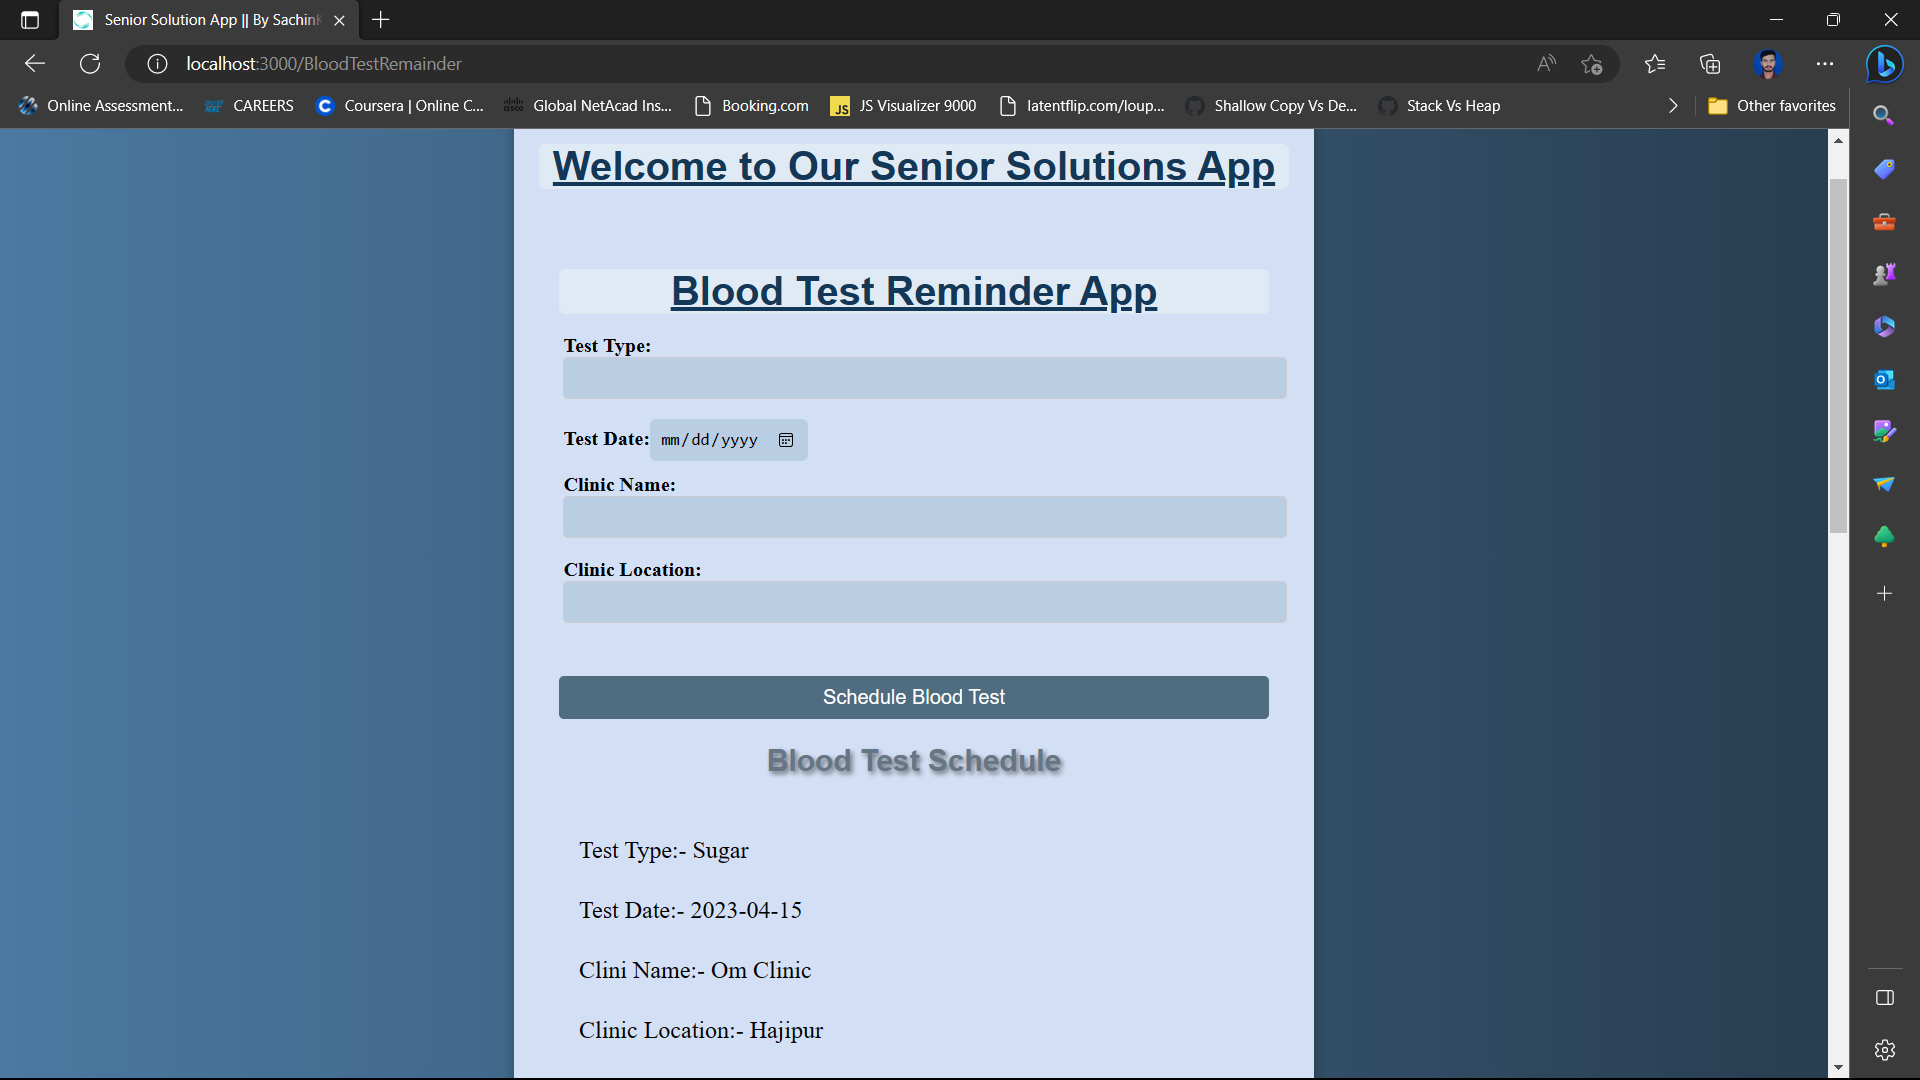 Senior Solution App || By Sachin
localhost:3000/BloodTestRemainder
Online Assessment... CAREERS Coursera | Online C... Global NetAcad Ins... Booking.com JS Visualizer 9000 latentflip.com/loup... Shallow Copy Vs De... Stack Vs Heap Other favorites
Welcome to Our Senior Solutions App
Blood Test Reminder App
Test Type:
Test Date: mm/dd/yyyy
Clinic Name:
Clinic Location:
Schedule Blood Test
Blood Test Schedule
Test Type:- Sugar
Test Date:- 2023-04-15
Clini Name:- Om Clinic
Clinic Location:- Hajipur